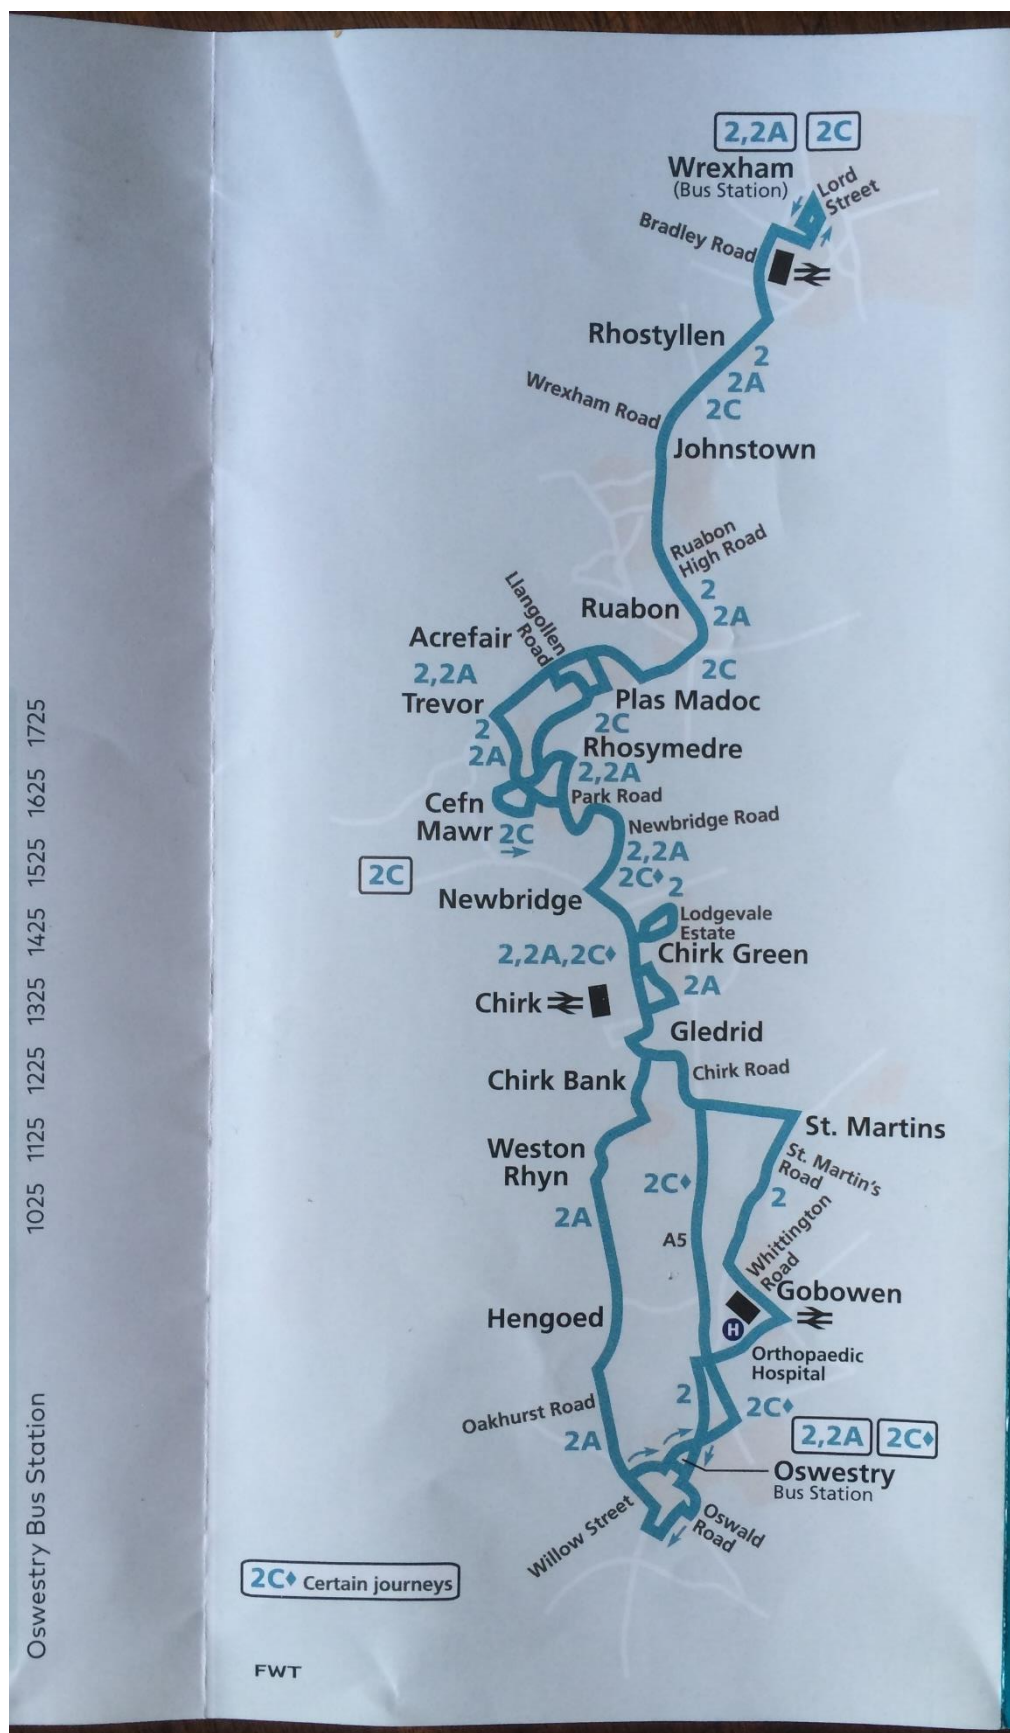 2,2A 2C
Wrexham
(Bus Station)
Lord
Street
Bradley Road
Rhostyllen
2
2A
2C
Wrexham Road
Johnstown
Ruabon
High Road
2
2A
Ruabon
Llangollen
Road
Acrefair
2,2A
2C
Trevor
Plas Madoc
2
2A
2C
Rhosymedre
2,2A
Park Road
Cefn
Mawr
2C
Newbridge Road
2,2A
2C♦
2C
2
Newbridge
Lodgevale
Estate
2,2A,2C♦
Chirk Green
2A
Chirk
Gledrid
Chirk Bank
Chirk Road
St. Martins
Weston
Rhyn
St. Martin's
Road
2C♦
2
2A
A5
Whittington
Road
Gobowen
Hengoed
H
Orthopaedic
Hospital
2
2C♦
Oakhurst Road
2A
2,2A 2C♦
Oswestry
Bus Station
Willow Street
Oswald
Road
2C♦ Certain journeys
FWT
Oswestry Bus Station 1025 1125 1225 1325 1425 1525 1625 1725